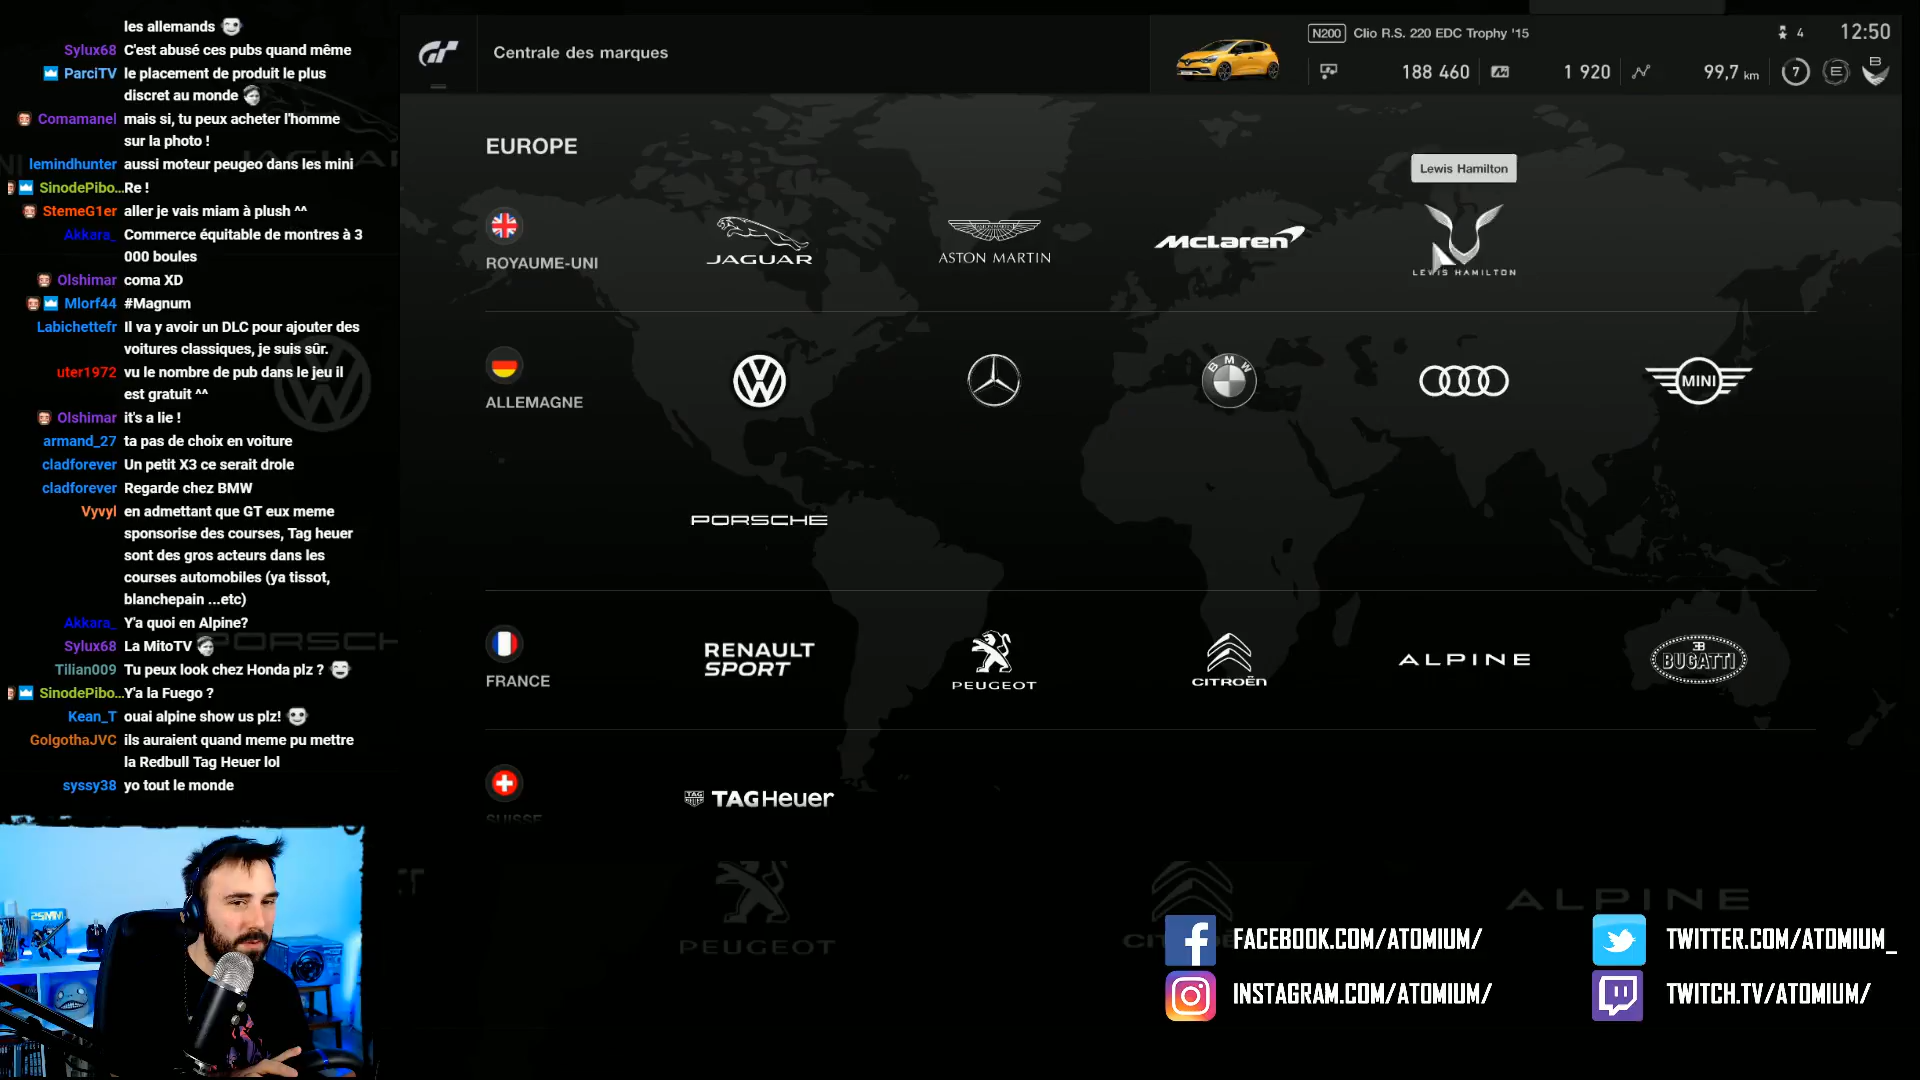 les allemands
Sylux68 C'est abusé ces pubs quand même
ParciTV le placement de produit le plus
discret au monde
Comamanel mais si, tu peux acheter l'homme
sur la photo !
lemindhunter aussi moteur peugeo dans les mini
SinodePibo... Re !
StemeG1er aller je vais miam à plush ^^
Akkara_ Commerce équitable de montres à 3
000 boules
Olshimar coma XD
Mlorf44 #Magnum
Labichettefr Il va y avoir un DLC pour ajouter des
voitures classiques, je suis sûr.
uter1972 vu le nombre de pub dans le jeu il
est gratuit ^^
Olshimar it's a lie !
armand_27 ta pas de choix en voiture
cladforever Un petit X3 ce serait drole
cladforever Regarde chez BMW
Vyvyl en admettant que GT eux meme
sponsorise des courses, Tag heuer
sont des gros acteurs dans les
courses automobiles (ya tissot,
blanchepain ...etc)
Akkara_ Y'a quoi en Alpine?
Sylux68 La MitoTV
Tilian009 Tu peux look chez Honda plz ?
SinodePibo... Y'a la Fuego ?
Kean_T ouai alpine show us plz!
GolgothaJVC ils auraient quand meme pu mettre
la Redbull Tag Heuer lol
syssy38 yo tout le monde
Centrale des marques
N200 Clio R.S. 220 EDC Trophy '15
4
12:50
188 460
1 920
99,7 km
7
E
B
EUROPE
Lewis Hamilton
ROYAUME-UNI
JAGUAR
ASTON MARTIN
McLaren
LEWIS HAMILTON
ALLEMAGNE
BMW
MINI
PORSCHE
FRANCE
RENAULT
SPORT
PEUGEOT
CITROËN
ALPINE
BUGATTI
SUISSE
TAG HEUER
TAGHeuer
PEUGEOT
ALPINE
FACEBOOK.COM/ATOMIUM/
TWITTER.COM/ATOMIUM_
INSTAGRAM.COM/ATOMIUM/
TWITCH.TV/ATOMIUM/